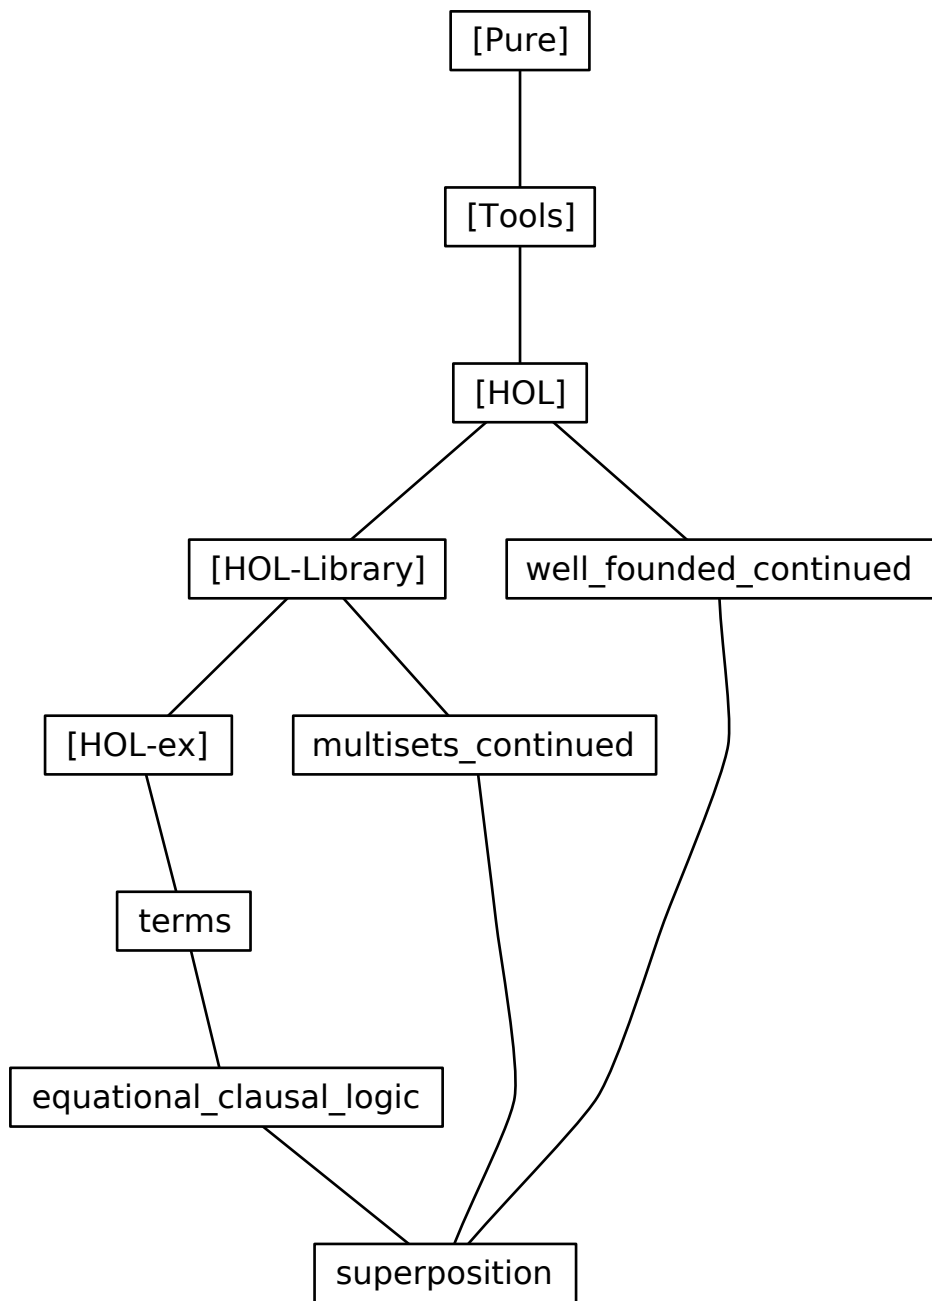 [Pure]
[Tools]
[HOL]
[HOL-Library]
well_founded_continued
[HOL-ex]
multisets_continued
terms
equational_clausal_logic
superposition